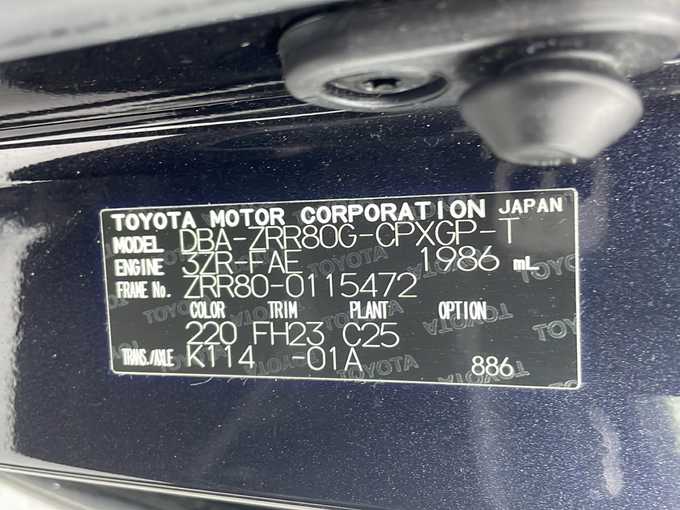 TOYOTA MOTOR CORPORATION JAPAN
MODEL DBA-ZRR80G-CPXGP-T
ENGINE 3ZR-FAE 1986 mL
FRAME No. ZRR80-0115472
COLOR TRIM PLANT OPTION
220 FH23 C25
TRANS./AXLE K114 -01A 886